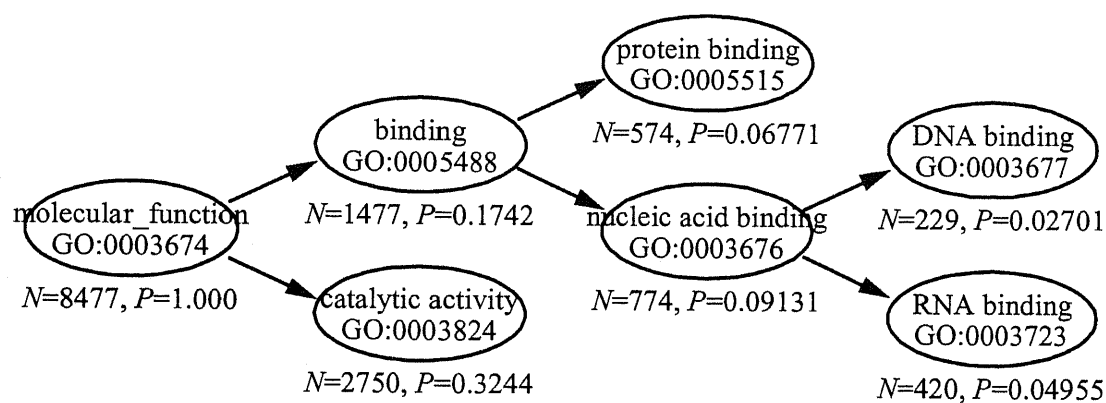 protein binding
GO:0005515
N=574, P=0.06771
binding
GO:0005488
N=1477, P=0.1742
DNA binding
GO:0003677
N=229, P=0.02701
molecular_function
GO:0003674
N=8477, P=1.000
nucleic acid binding
GO:0003676
N=774, P=0.09131
catalytic activity
GO:0003824
N=2750, P=0.3244
RNA binding
GO:0003723
N=420, P=0.04955